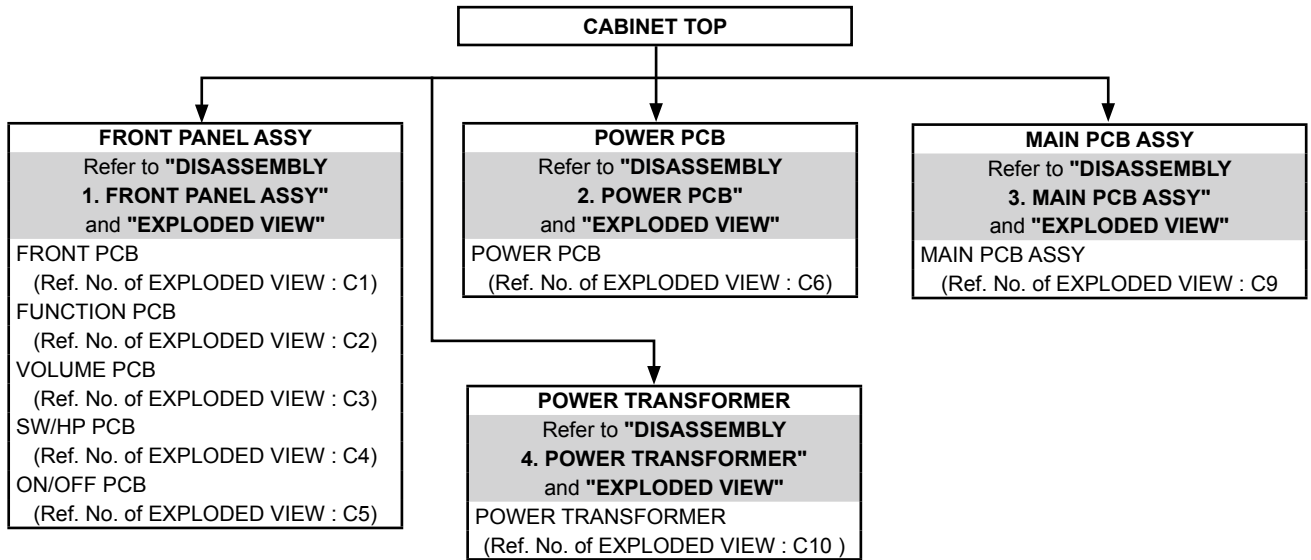 CABINET TOP
FRONT PANEL ASSY
Refer to "DISASSEMBLY
1. FRONT PANEL ASSY"
and "EXPLODED VIEW"
FRONT PCB
(Ref. No. of EXPLODED VIEW : C1)
FUNCTION PCB
(Ref. No. of EXPLODED VIEW : C2)
VOLUME PCB
(Ref. No. of EXPLODED VIEW : C3)
SW/HP PCB
(Ref. No. of EXPLODED VIEW : C4)
ON/OFF PCB
(Ref. No. of EXPLODED VIEW : C5)
POWER PCB
Refer to "DISASSEMBLY
2. POWER PCB"
and "EXPLODED VIEW"
POWER PCB
(Ref. No. of EXPLODED VIEW : C6)
MAIN PCB ASSY
Refer to "DISASSEMBLY
3. MAIN PCB ASSY"
and "EXPLODED VIEW"
MAIN PCB ASSY
(Ref. No. of EXPLODED VIEW : C9
POWER TRANSFORMER
Refer to "DISASSEMBLY
4. POWER TRANSFORMER"
and "EXPLODED VIEW"
POWER TRANSFORMER
(Ref. No. of EXPLODED VIEW : C10 )